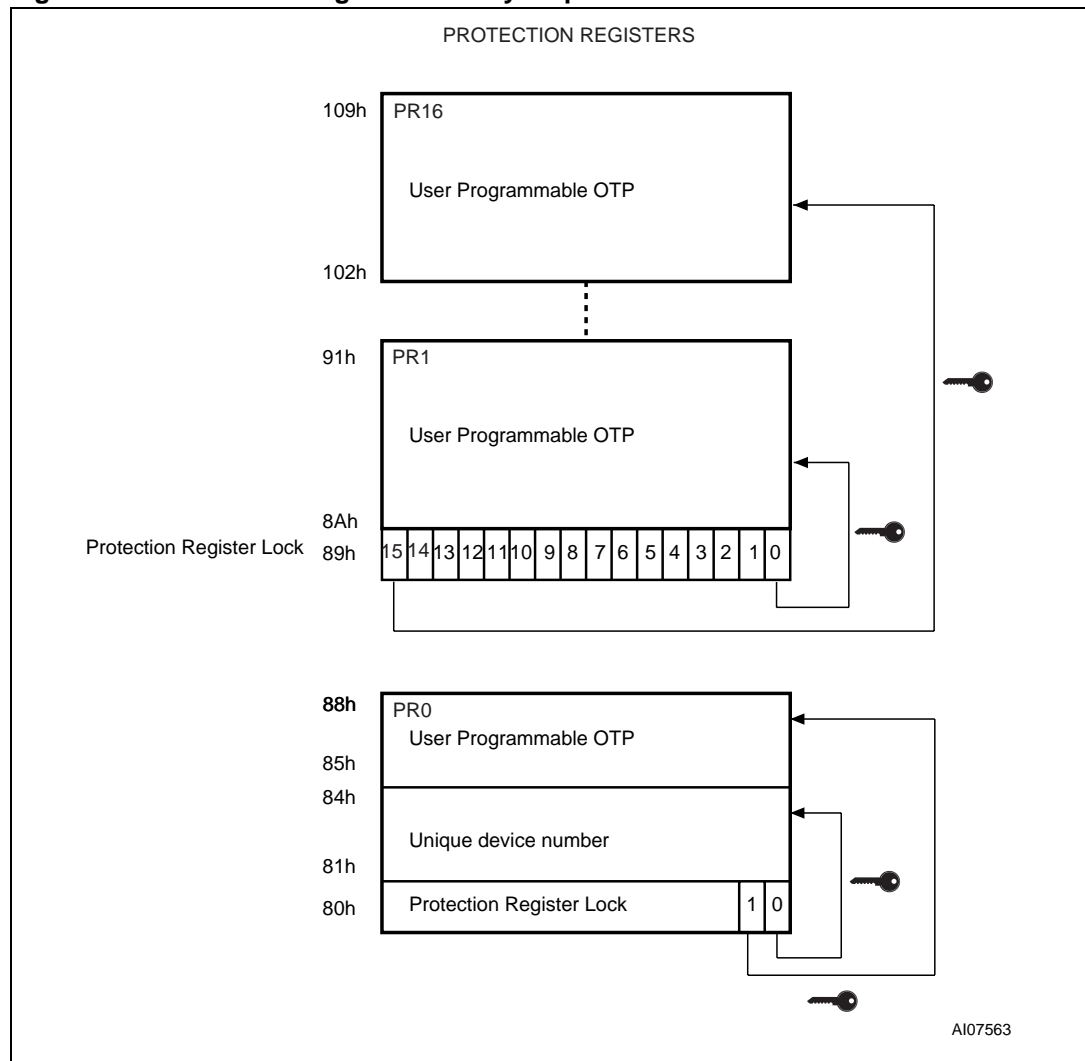 PROTECTION REGISTERS
109h PR16
User Programmable OTP
102h
91h PR1
User Programmable OTP
8Ah
Protection Register Lock 89h 15 14 13 12 11 10 9 8 7 6 5 4 3 2 1 0
88h PR0
User Programmable OTP
85h
84h
Unique device number
81h
80h Protection Register Lock 1 0
AI07563